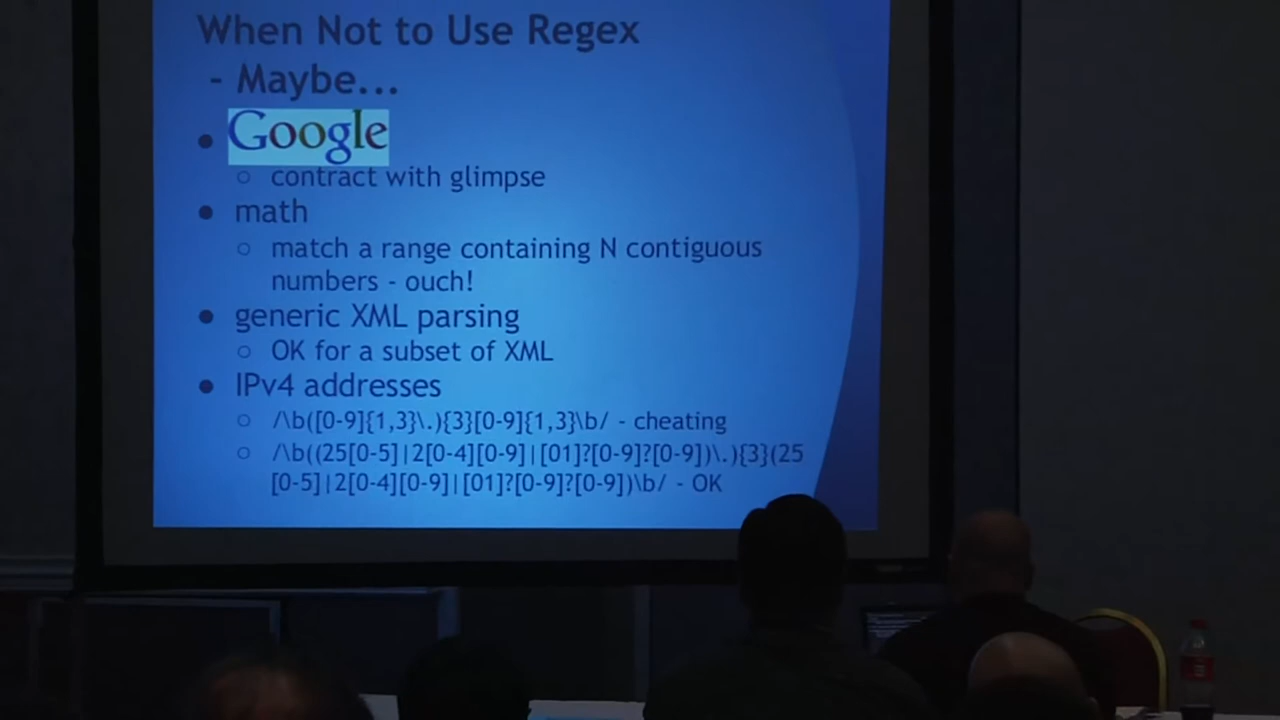 When Not to Use Regex
- Maybe...
● Google
○ contract with glimpse
● math
○ match a range containing N contiguous
numbers - ouch!
● generic XML parsing
○ OK for a subset of XML
● IPv4 addresses
○ /\b([0-9]{1,3}\.){3}[0-9]{1,3}\b/ - cheating
○ /\b((25[0-5]|2[0-4][0-9]|[01]?[0-9]?[0-9])\.){3}(25
[0-5]|2[0-4][0-9]|[01]?[0-9]?[0-9])\b/ - OK